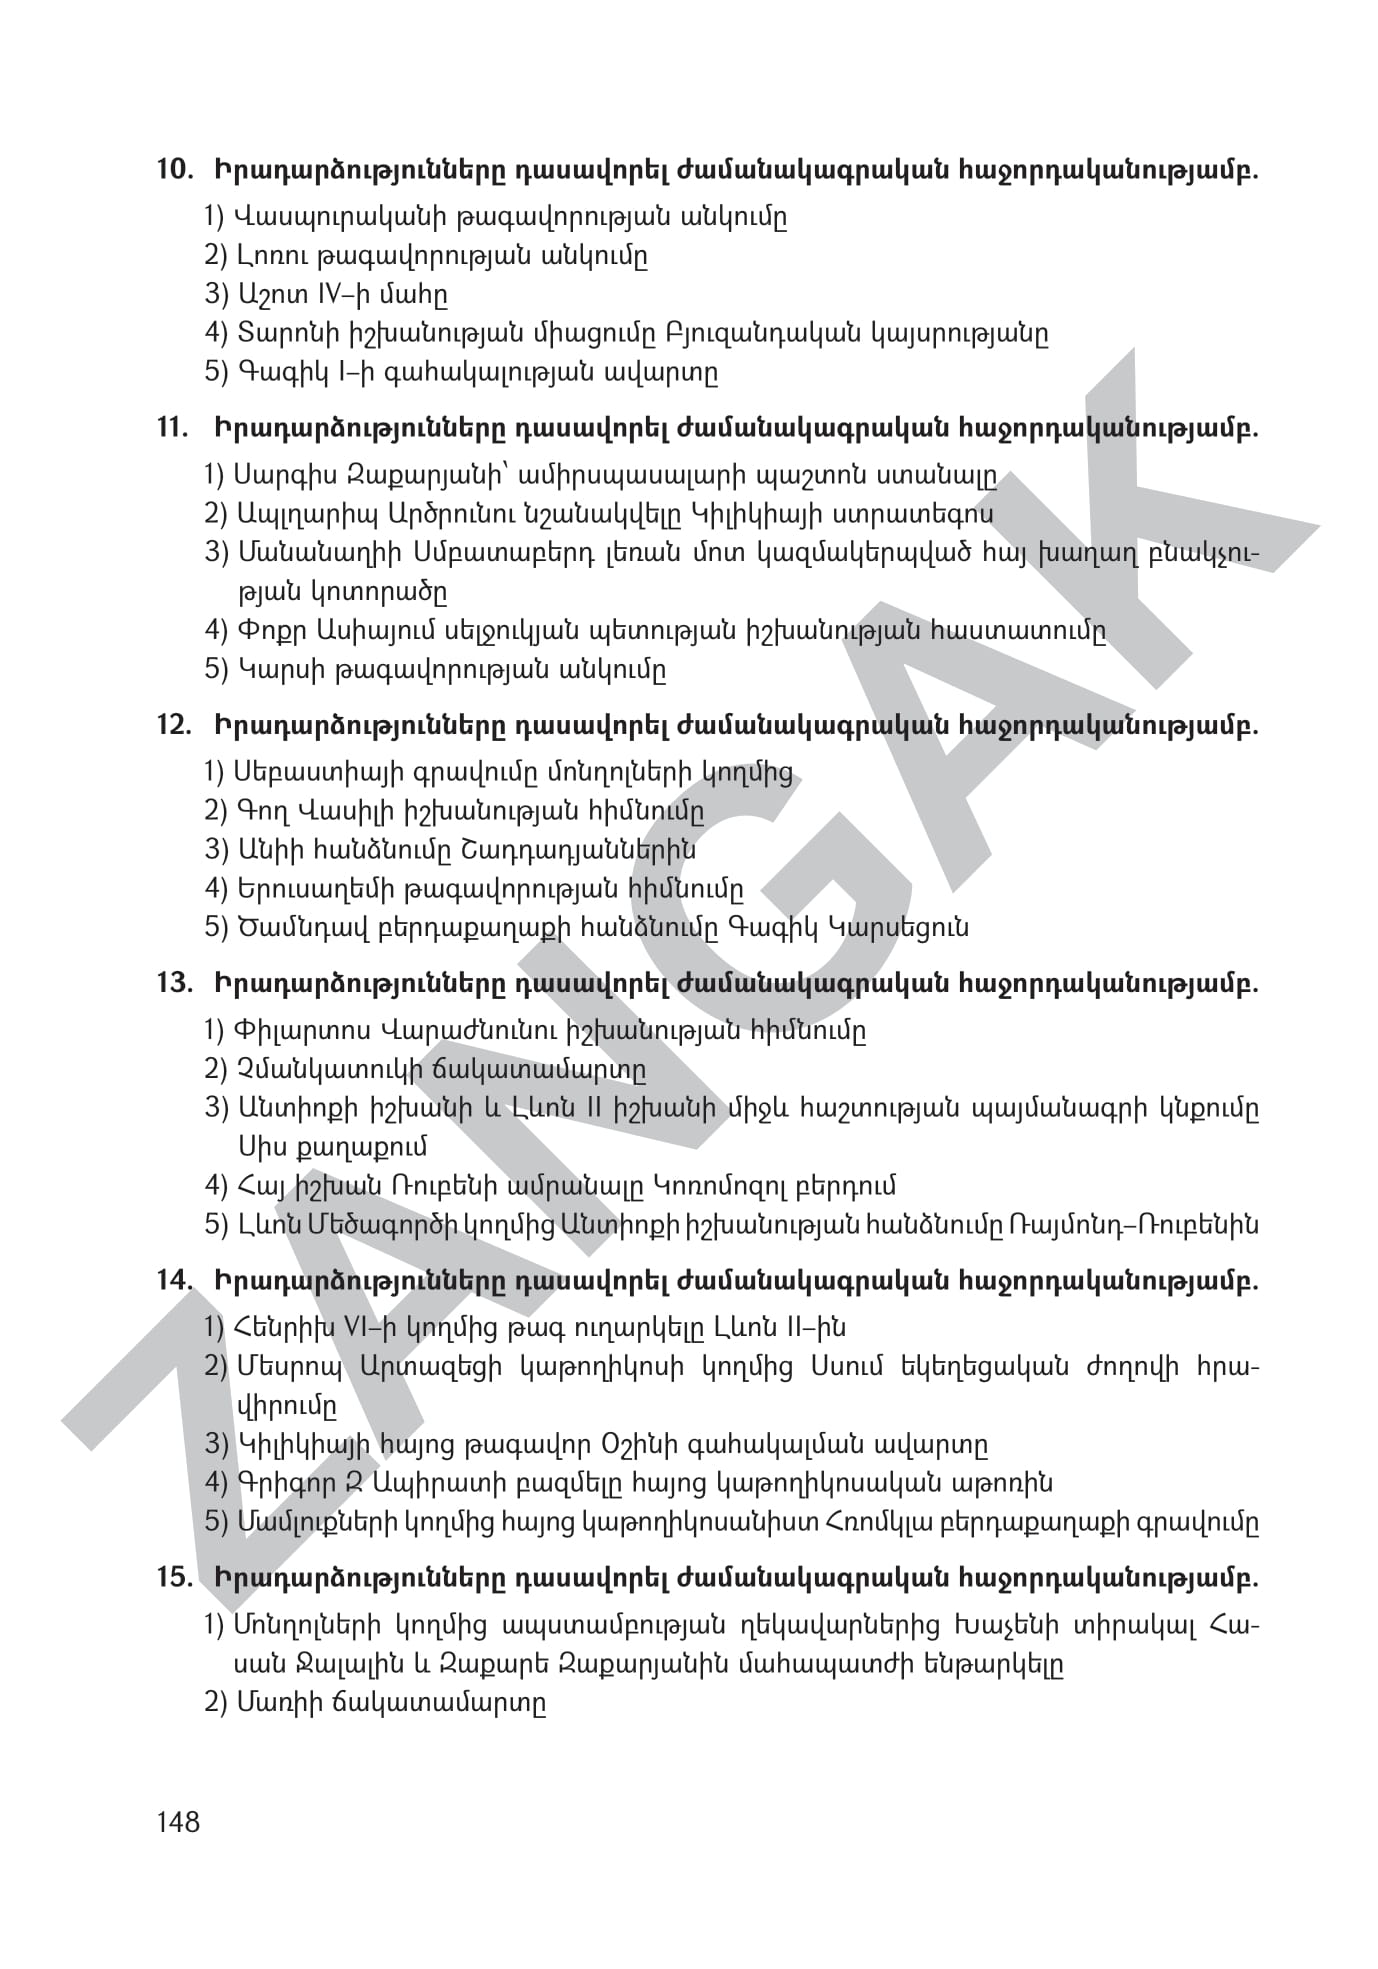 10. Իրադարձությունները դասավորել ժամանակագրական հաջորդականությամբ.
1) Վասպուրականի թագավորության անկումը
2) Լոռու թագավորության անկումը
3) Աշոտ IV–ի մահը
4) Տարոնի իշխանության միացումը Բյուզանդական կայսրությանը
5) Գագիկ I–ի գահակալության ավարտը
11. Իրադարձությունները դասավորել ժամանակագրական հաջորդականությամբ.
1) Սարգիս Զաքարյանի՝ ամիրսպասալարի պաշտոն ստանալը
2) Ապլղարիպ Արծրունու նշանակվելը Կիլիկիայի ստրատեգոս
3) Մանանաղիի Սմբատաբերդ լեռան մոտ կազմակերպված հայ խաղաղ բնակչու-
թյան կոտորածը
4) Փոքր Ասիայում սելջուկյան պետության իշխանության հաստատումը
5) Կարսի թագավորության անկումը
12. Իրադարձությունները դասավորել ժամանակագրական հաջորդականությամբ.
1) Սեբաստիայի գրավումը մոնղոլների կողմից
2) Գող Վասիլի իշխանության հիմնումը
3) Անիի հանձնումը Շադդադյաններին
4) Երուսաղեմի թագավորության հիմնումը
5) Ծամնդավ բերդաքաղաքի հանձնումը Գագիկ Կարսեցուն
13. Իրադարձությունները դասավորել ժամանակագրական հաջորդականությամբ.
1) Փիլարտոս Վարաժնունու իշխանության հիմնումը
2) Չմանկատուկի ճակատամարտը
3) Անտիոքի իշխանի և Լևոն II իշխանի միջև հաշտության պայմանագրի կնքումը
Սիս քաղաքում
4) Հայ իշխան Ռուբենի ամրանալը Կոռոմոզոլ բերդում
5) Լևոն Մեծագործի կողմից Անտիոքի իշխանության հանձնումը Ռայմոնդ–Ռուբենին
14. Իրադարձությունները դասավորել ժամանակագրական հաջորդականությամբ.
1) Հենրիխ VI–ի կողմից թագ ուղարկելը Լևոն II–ին
2) Մեսրոպ Արտազեցի կաթողիկոսի կողմից Սսում եկեղեցական ժողովի հրա-
վիրումը
3) Կիլիկիայի հայոց թագավոր Օշինի գահակալման ավարտը
4) Գրիգոր Զ Ապիրատի բազմելը հայոց կաթողիկոսական աթոռին
5) Մամլուքների կողմից հայոց կաթողիկոսանիստ Հռոմկլա բերդաքաղաքի գրավումը
15. Իրադարձությունները դասավորել ժամանակագրական հաջորդականությամբ.
1) Մոնղոլների կողմից ապստամբության ղեկավարներից Խաչենի տիրակալ Հա-
սան Ջալալին և Զաքարե Զաքարյանին մահապատժի ենթարկելը
2) Մառիի ճակատամարտը
148
ZANGAK